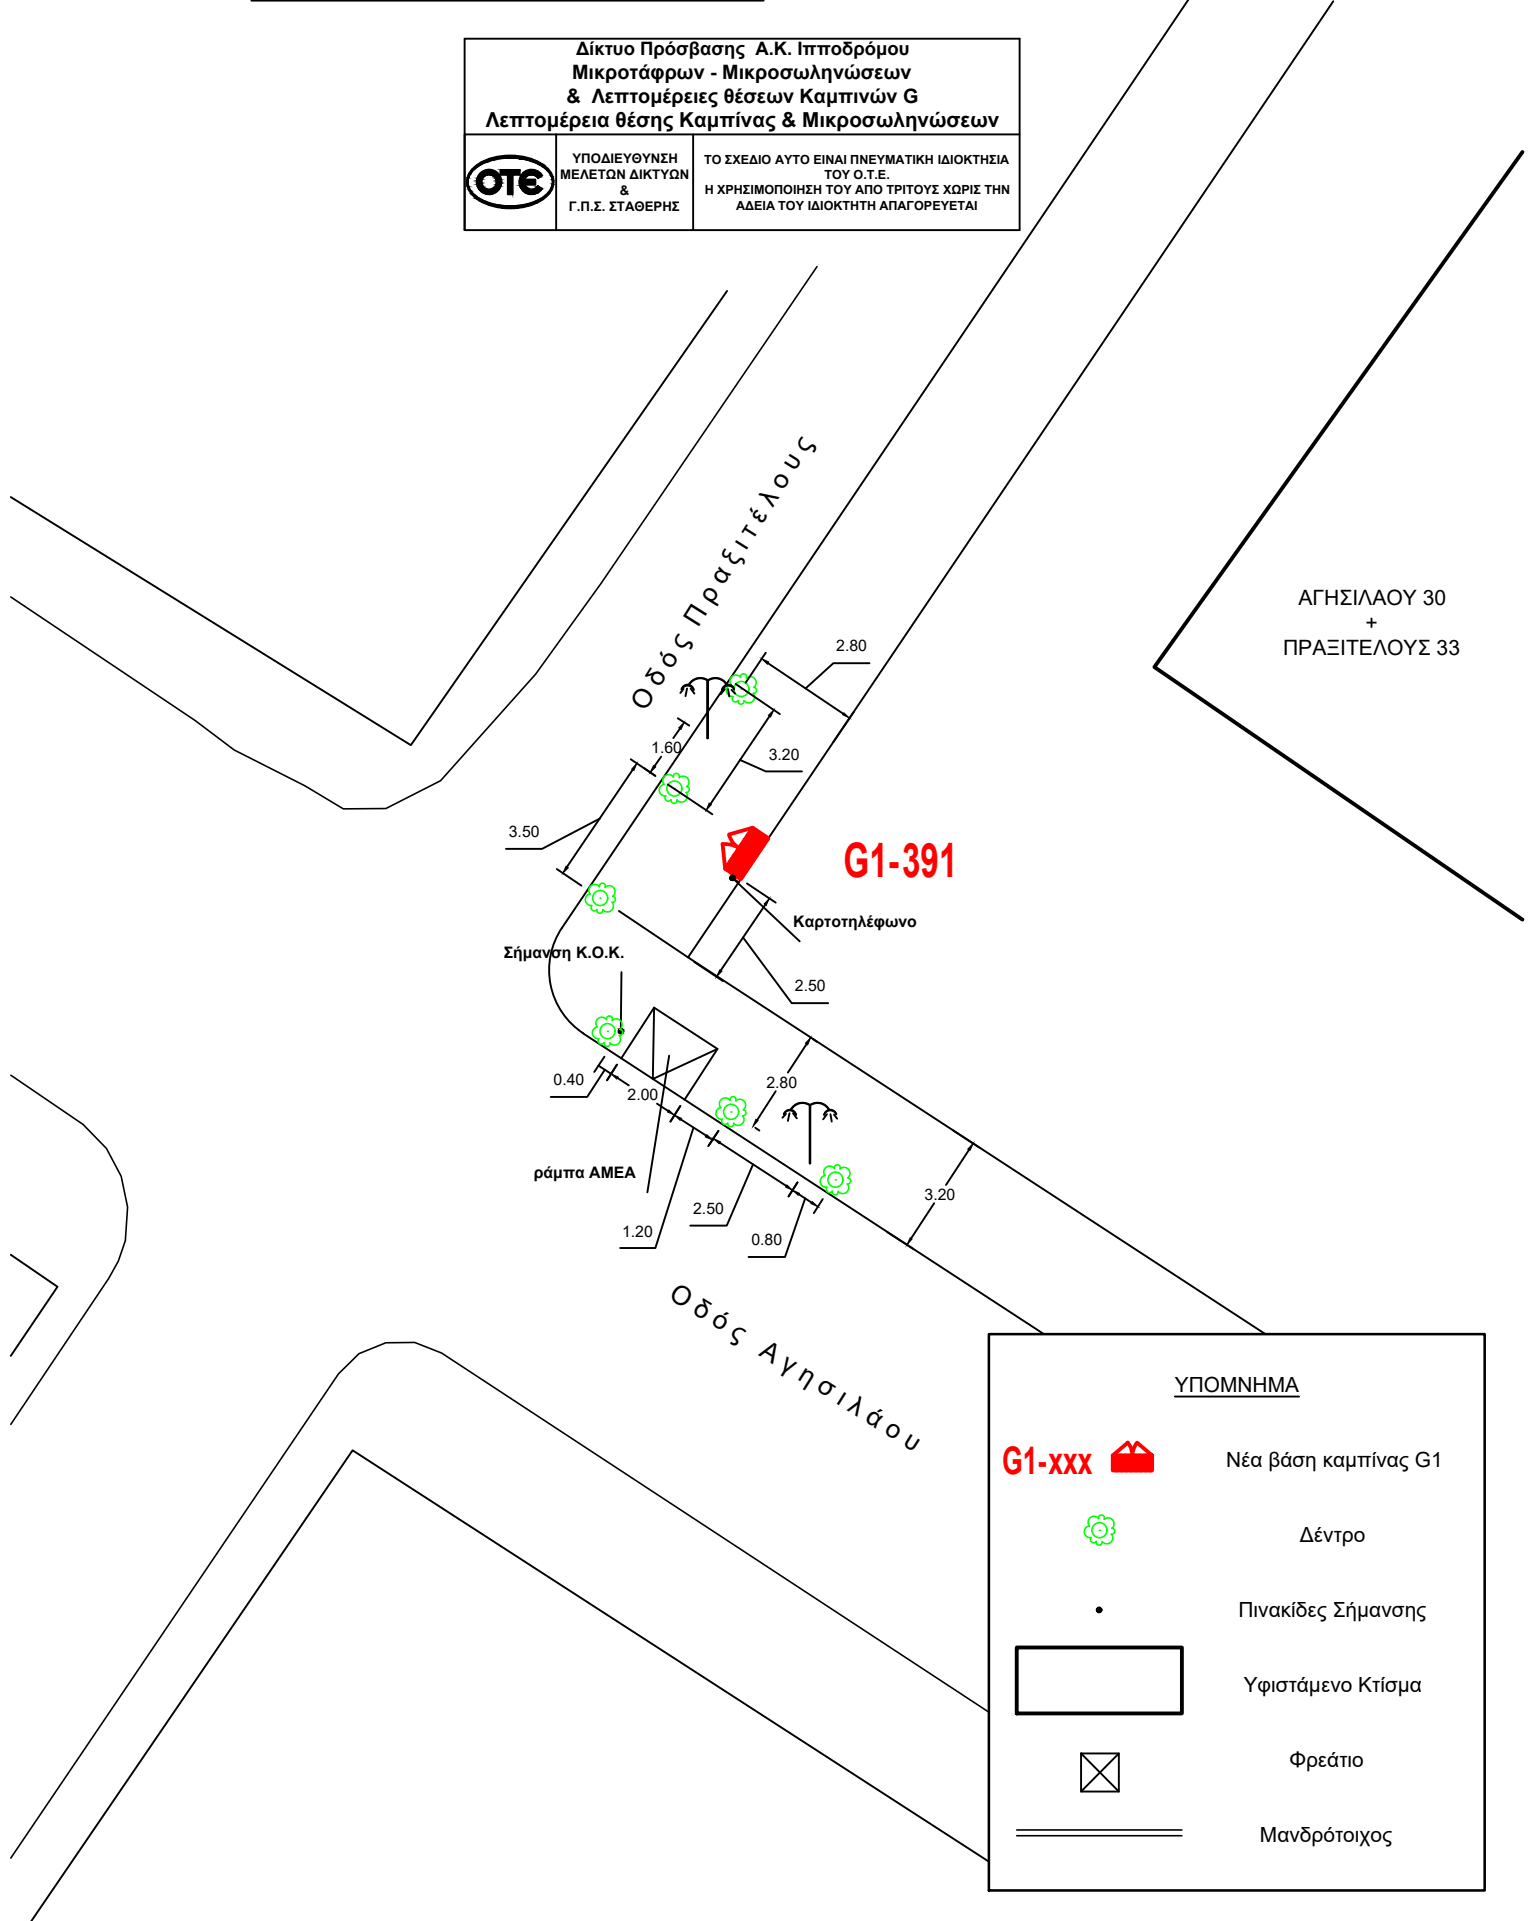 Δίκτυο Πρόσβασης Α.Κ. Ιπποδρόμου
Μικροτάφρων - Μικροσωληνώσεων
& Λεπτομέρειες θέσεων Καμπινών G
Λεπτομέρεια θέσης Καμπίνας & Μικροσωληνώσεων
ΟΤΕ
ΥΠΟΔΙΕΥΘΥΝΣΗ
ΜΕΛΕΤΩΝ ΔΙΚΤΥΩΝ
&
Γ.Π.Σ. ΣΤΑΘΕΡΗΣ
ΤΟ ΣΧΕΔΙΟ ΑΥΤΟ ΕΙΝΑΙ ΠΝΕΥΜΑΤΙΚΗ ΙΔΙΟΚΤΗΣΙΑ
ΤΟΥ Ο.Τ.Ε.
Η ΧΡΗΣΙΜΟΠΟΙΗΣΗ ΤΟΥ ΑΠΟ ΤΡΙΤΟΥΣ ΧΩΡΙΣ ΤΗΝ
ΑΔΕΙΑ ΤΟΥ ΙΔΙΟΚΤΗΤΗ ΑΠΑΓΟΡΕΥΕΤΑΙ
Οδός Πραξιτέλους
ΑΓΗΣΙΛΑΟΥ 30
+
ΠΡΑΞΙΤΕΛΟΥΣ 33
2.80
1.60
3.20
3.50
G1-391
Καρτοτηλέφωνο
Σήμανση Κ.Ο.Κ.
2.50
0.40
2.00
2.80
ράμπα ΑΜΕΑ
3.20
2.50
1.20
0.80
Οδός Αγησιλάου
ΥΠΟΜΝΗΜΑ
G1-xxx
Νέα βάση καμπίνας G1
Δέντρο
Πινακίδες Σήμανσης
Υφιστάμενο Κτίσμα
Φρεάτιο
Μανδρότοιχος